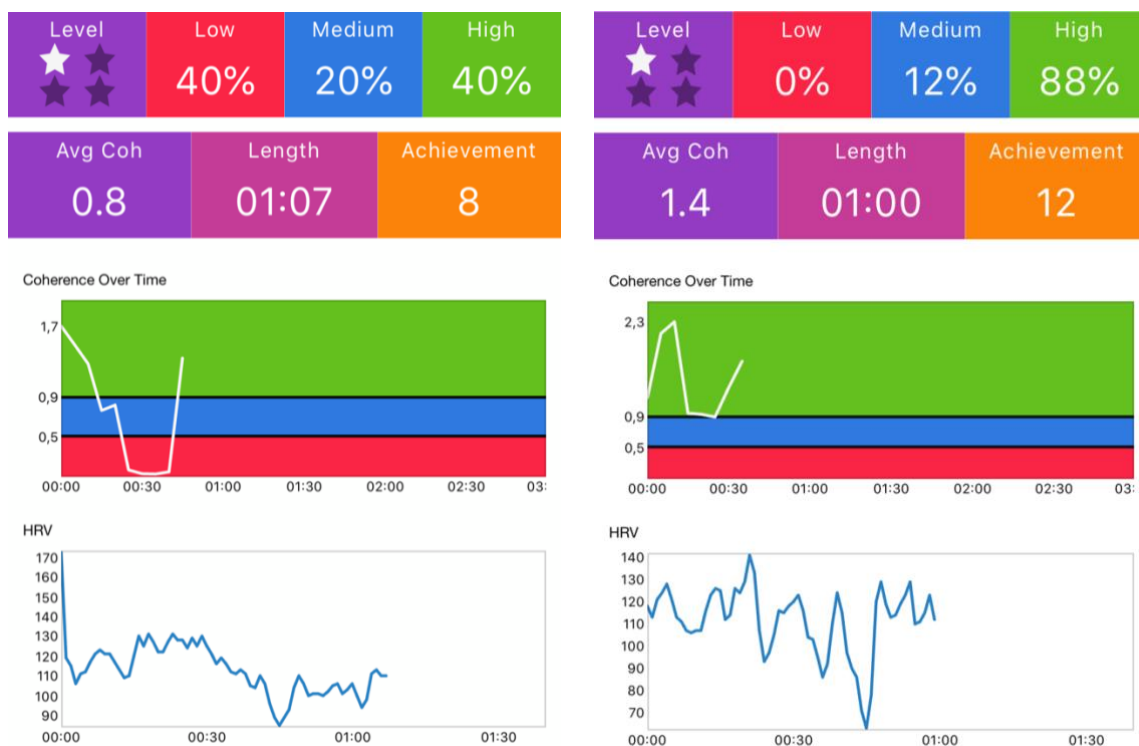 Level Low Medium High
40% 20% 40%
Avg Coh Length Achievement
0.8 01:07 8
Coherence Over Time
1,7
0,9
0,5
00:00 00:30 01:00 01:30 02:00 02:30 03:
HRV
170
160
150
140
130
120
110
100
90
00:00 00:30 01:00 01:30
Level Low Medium High
0% 12% 88%
Avg Coh Length Achievement
1.4 01:00 12
Coherence Over Time
2,3
0,9
0,5
00:00 00:30 01:00 01:30 02:00 02:30 03:
HRV
140
130
120
110
100
90
80
70
00:00 00:30 01:00 01:30